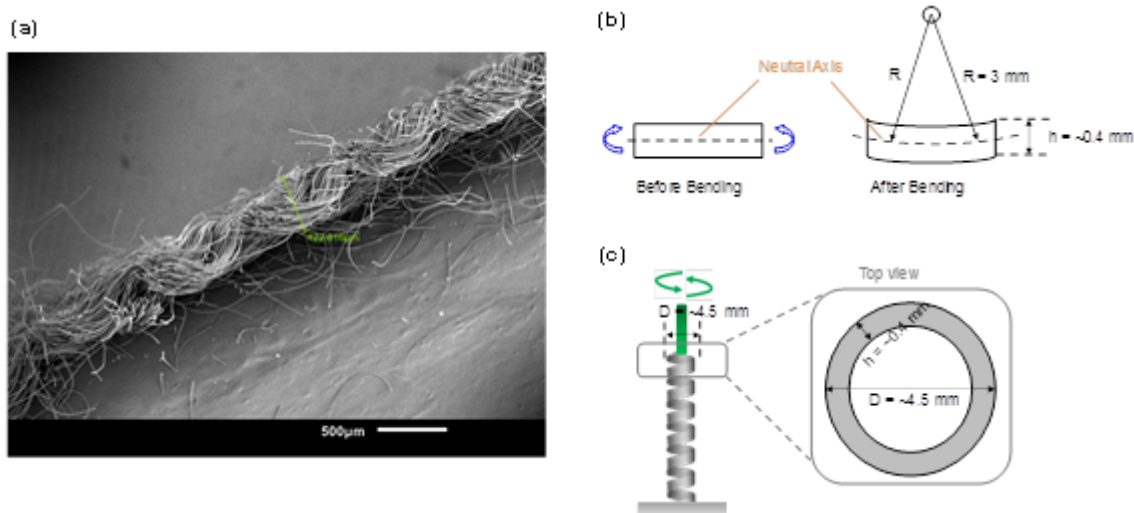 (a)
500µm
(b)
Neutral Axis
R
R = 3 mm
h = ~0.4 mm
Before Bending
After Bending
(c)
Top view
D = ~4.5 mm
h = ~0.4 mm
D = ~4.5 mm